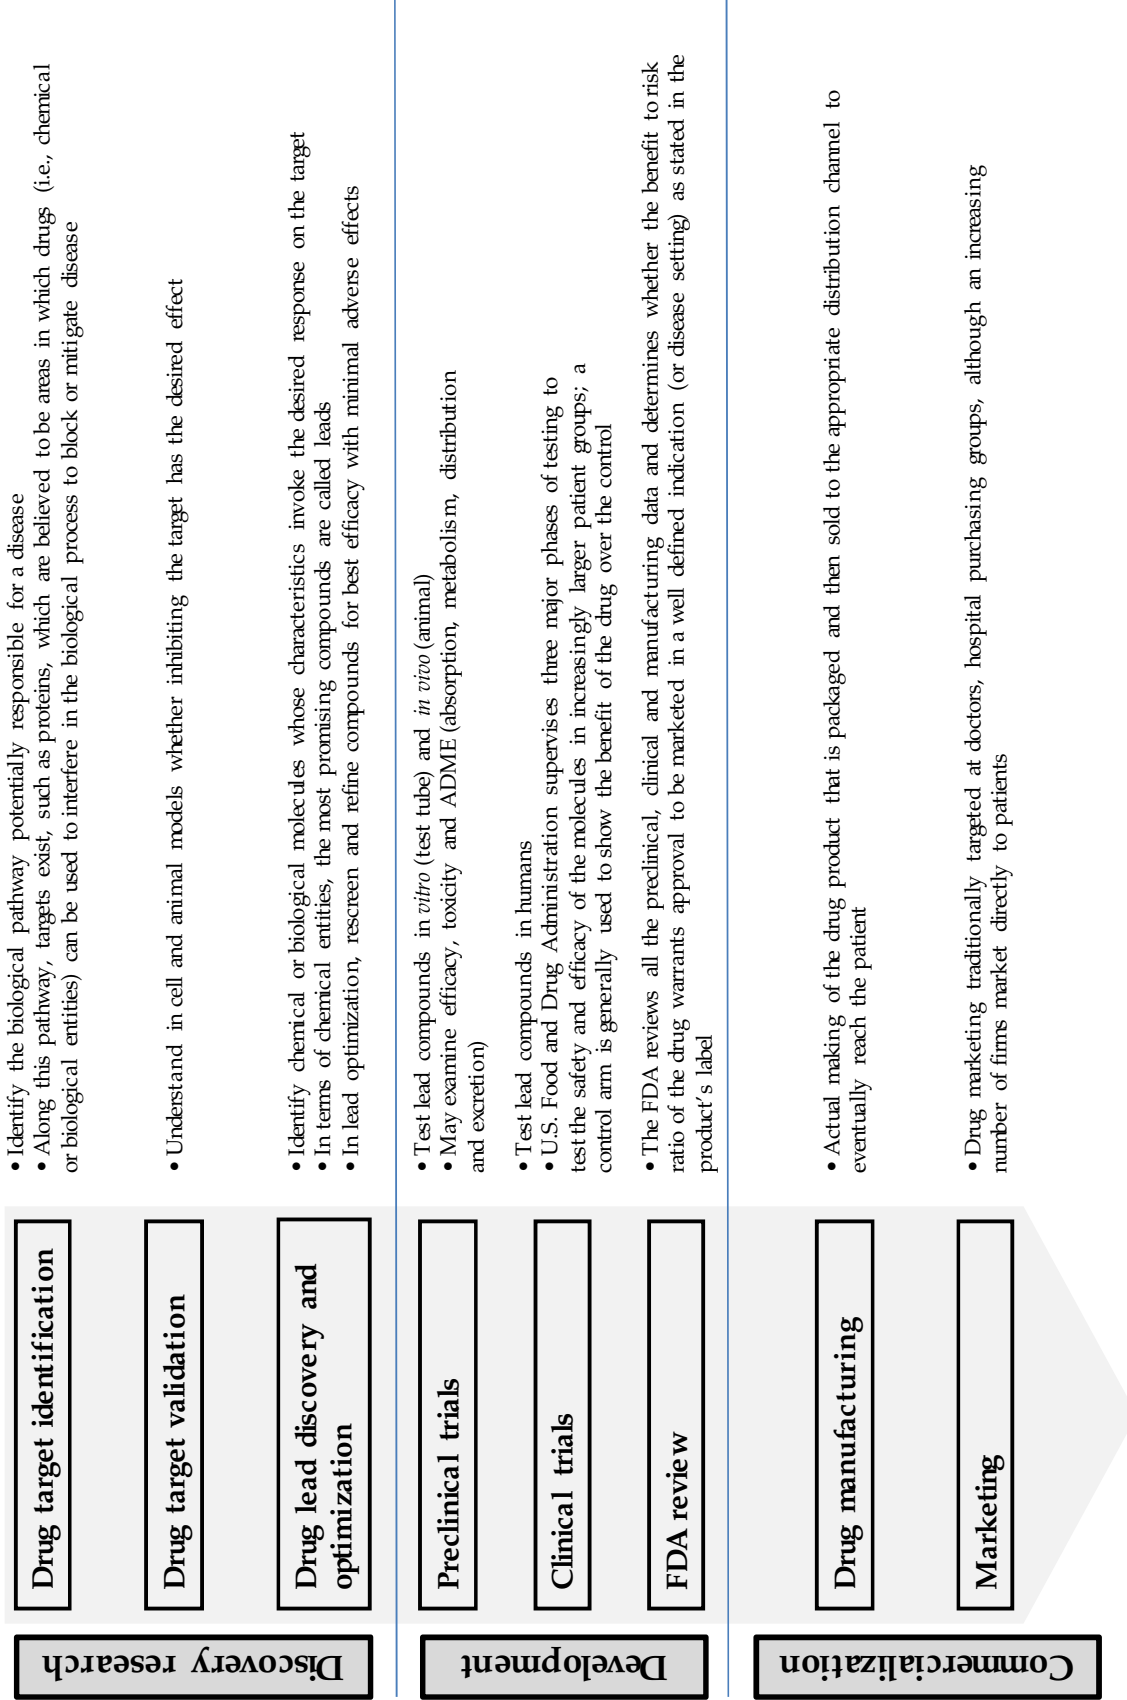 Discovery research
Drug target identification
• Identify the biological pathway potentially responsible for a disease
• Along this pathway, targets exist, such as proteins, which are believed to be areas in which drugs (i.e., chemical
or biological entities) can be used to interfere in the biological process to block or mitigate disease
Drug target validation
• Understand in cell and animal models whether inhibiting the target has the desired effect
Drug lead discovery and
optimization
• Identify chemical or biological molecules whose characteristics invoke the desired response on the target
• In terms of chemical entities, the most promising compounds are called leads
• In lead optimization, rescreen and refine compounds for best efficacy with minimal adverse effects
Development
Preclinical trials
• Test lead compounds in vitro (test tube) and in vivo (animal)
• May examine efficacy, toxicity and ADME (absorption, metabolism, distribution
and excretion)
Clinical trials
• Test lead compounds in humans
• U.S. Food and Drug Administration supervises three major phases of testing to
test the safety and efficacy of the molecules in increasingly larger patient groups; a
control arm is generally used to show the benefit of the drug over the control
FDA review
• The FDA reviews all the preclinical, clinical and manufacturing data and determines whether the benefit to risk
ratio of the drug warrants approval to be marketed in a well defined indication (or disease setting) as stated in the
product's label
Commercialization
Drug manufacturing
• Actual making of the drug product that is packaged and then sold to the appropriate distribution channel to
eventually reach the patient
Marketing
• Drug marketing traditionally targeted at doctors, hospital purchasing groups, although an increasing
number of firms market directly to patients